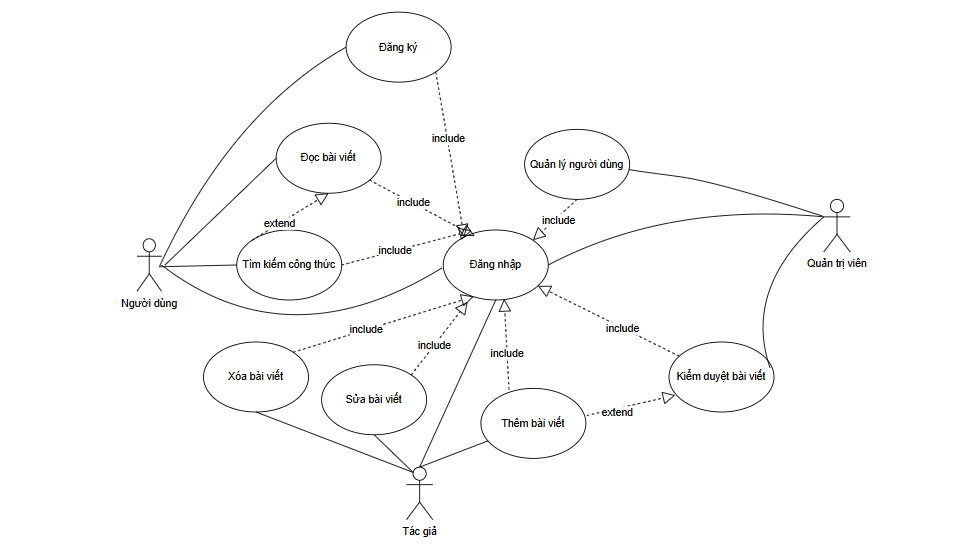 Đăng ký
include
Đọc bài viết
Quản lý người dùng
include
extend
include
include
Tìm kiếm công thức
Đăng nhập
Quản trị viên
Người dùng
include
include
include
include
Xóa bài viết
Sửa bài viết
Kiểm duyệt bài viết
Thêm bài viết
extend
Tác giả